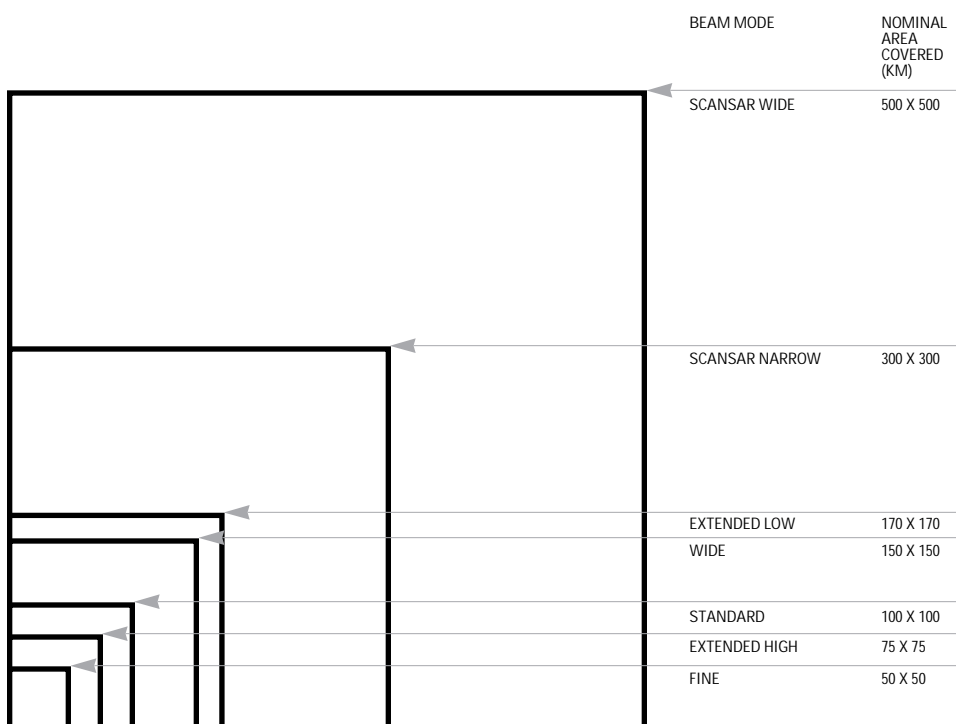 BEAM MODE NOMINAL
AREA
COVERED
(KM)
SCANSAR WIDE 500 X 500
SCANSAR NARROW 300 X 300
EXTENDED LOW 170 X 170
WIDE 150 X 150
STANDARD 100 X 100
EXTENDED HIGH 75 X 75
FINE 50 X 50